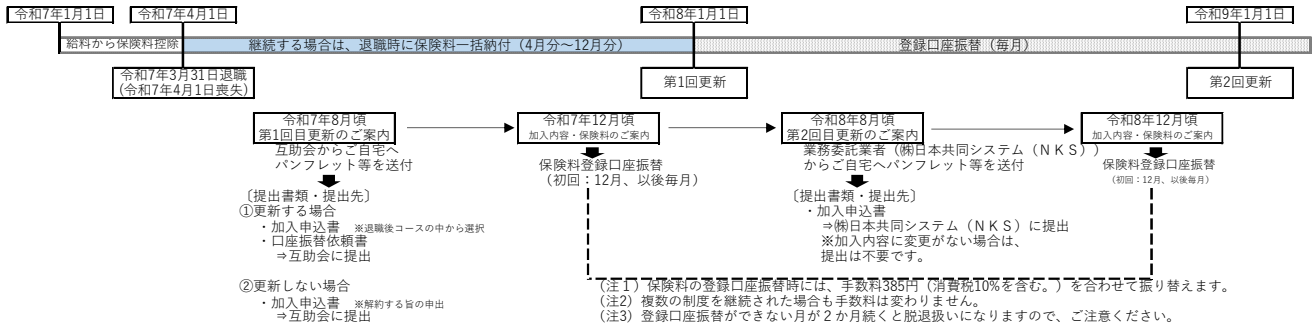 令和7年1月1日
令和7年4月1日
令和8年1月1日
令和9年1月1日
給料から保険料控除
継続する場合は、退職時に保険料一括納付（4月分～12月分）
登録口座振替（毎月）
令和7年3月31日退職
(令和7年4月1日喪失)
第1回更新
第2回更新
令和7年8月頃
第1回目更新のご案内
互助会からご自宅へ
パンフレット等を送付
〔提出書類・提出先〕
①更新する場合
・加入申込書　※退職後コースの中から選択
・口座振替依頼書
⇒互助会に提出
②更新しない場合
・加入申込書　※解約する旨の申出
⇒互助会に提出
令和7年12月頃
加入内容・保険料のご案内
保険料登録口座振替
（初回：12月、以後毎月）
令和8年8月頃
第2回目更新のご案内
業務委託業者（㈱日本共同システム（ＮＫＳ））
からご自宅へパンフレット等を送付
〔提出書類・提出先〕
・加入申込書
⇒㈱日本共同システム（ＮＫＳ）に提出
※加入内容に変更がない場合は、
提出は不要です。
令和8年12月頃
加入内容・保険料のご案内
保険料登録口座振替
（初回：12月、以後毎月）
（注１）保険料の登録口座振替時には、手数料385円（消費税10%を含む。）を合わせて振り替えます。
（注2）複数の制度を継続された場合も手数料は変わりません。
（注3）登録口座振替ができない月が２か月続くと脱退扱いになりますので、ご注意ください。